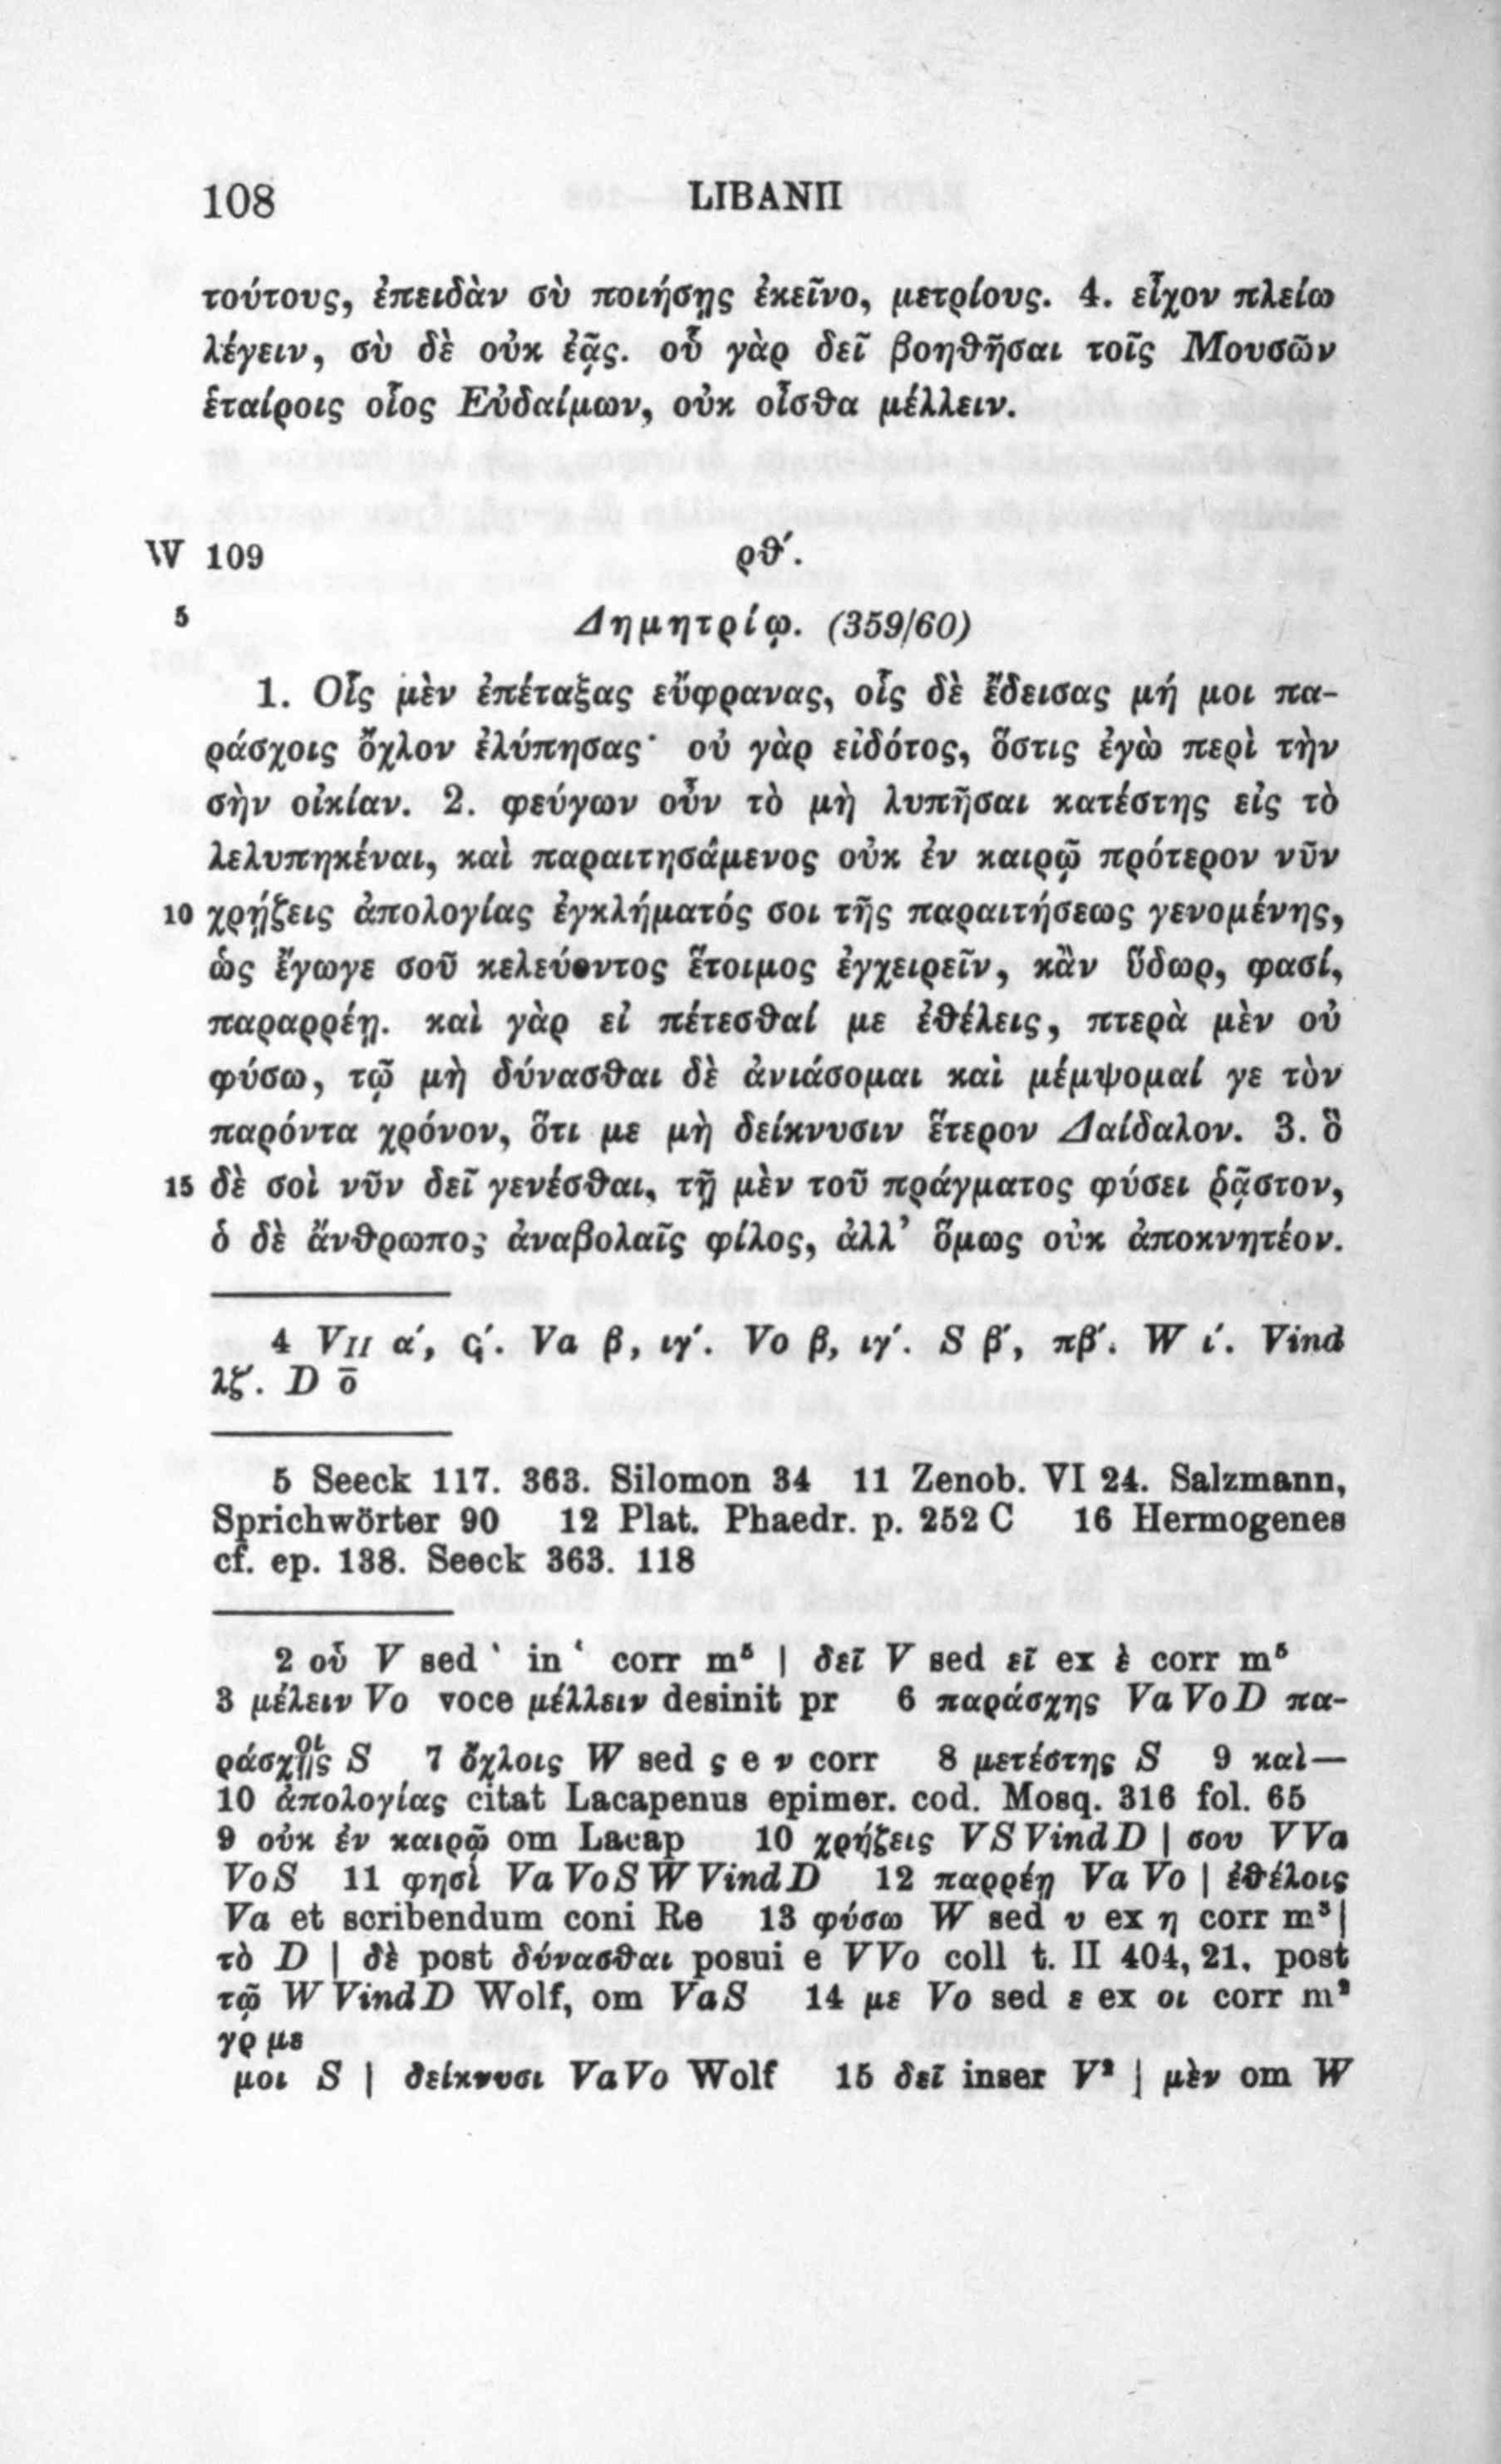 108
LIBANII
τούτους, ἐπειδὰν σὺ ποιήσῃς ἐκεῖνο, μετρίους. 4. εἶχον πλείω
λέγειν, σὺ δὲ οὐκ ἐᾷς. οὗ γὰρ δεῖ βοηθῆσαι τοῖς Μουσῶν
ἑταίροις οἷος Εὐδαίμων, οὐκ οἶσθα μέλλειν.
W 109
ρθ΄.
5 Δημητρίῳ. (359/60)
1. Οἷς μὲν ἐπέταξας εὔφρανας, οἷς δὲ ἔδεισας μή μοι πα-
ράσχοις ὄχλον ἐλύπησας· οὐ γὰρ εἰδότος, ὅστις ἐγὼ περὶ τὴν
σὴν οἰκίαν. 2. φεύγων οὖν τὸ μὴ λυπῆσαι κατέστης εἰς τὸ
λελυπηκέναι, καὶ παραιτησάμενος οὐκ ἐν καιρῷ πρότερον νῦν
10 χρῄζεις ἀπολογίας ἐγκλήματός σοι τῆς παραιτήσεως γενομένης,
ὡς ἔγωγε σοῦ κελεύοντος ἕτοιμος ἐγχειρεῖν, κἂν ὕδωρ, φασί,
παραρρέῃ. καὶ γὰρ εἰ πέτεσθαί με ἐθέλεις, πτερὰ μὲν οὐ
φύσω, τῷ μὴ δύνασθαι δὲ ἀνιάσομαι καὶ μέμψομαί γε τὸν
παρόντα χρόνον, ὅτι με μὴ δείκνυσιν ἕτερον Δαίδαλον. 3. ὃ
15 δὲ σοὶ νῦν δεῖ γενέσθαι, τῇ μὲν τοῦ πράγματος φύσει ῥᾷστον,
ὁ δὲ ἄνθρωπος ἀναβολαῖς φίλος, ἀλλ’ ὅμως οὐκ ἀποκνητέον.
4 VII α΄, ϟ΄. Va β, ιγ΄. Vo β, ιγ΄. S β΄, πβ΄. W ί. Vind
λζ΄. D ō
5 Seeck 117. 363. Silomon 34 11 Zenob. VI 24. Salzmann,
Sprichwörter 90 12 Plat. Phaedr. p. 252 C 16 Hermogenes
cf. ep. 138. Seeck 363. 118
2 οὗ V sed ̓ in ̔ corr m⁵ | δεῖ V sed εῖ ex ὲ corr m⁵
3 μέλειν Vo voce μέλλειν desinit pr 6 παράσχης Va Vo D πα-
οι
ράσχῃς S 7 ὄχλοις W sed ς e ν corr 8 μετέστης S 9 καὶ—
10 ἀπολογίας citat Lacapenus epimer. cod. Mosq. 316 fol. 65
9 οὐκ ἐν καιρῷ om Lacap 10 χρήζεις V S Vind D | σου V Va
Vo S 11 φησὶ Va Vo S W Vind D 12 παρρέῃ Va Vo | ἐθέλοις
Va et scribendum coni Re 13 φύσω W sed υ ex η corr m³ |
τὸ D | δὲ post δύνασθαι posui e V Vo coll t. II 404, 21. post
τῷ W Vind D Wolf, om Va S 14 με Vo sed ε ex οι corr m²
γρ με
μοι S | δείκνυσι Va Vo Wolf 15 δεῖ inser V² | μὲν om W